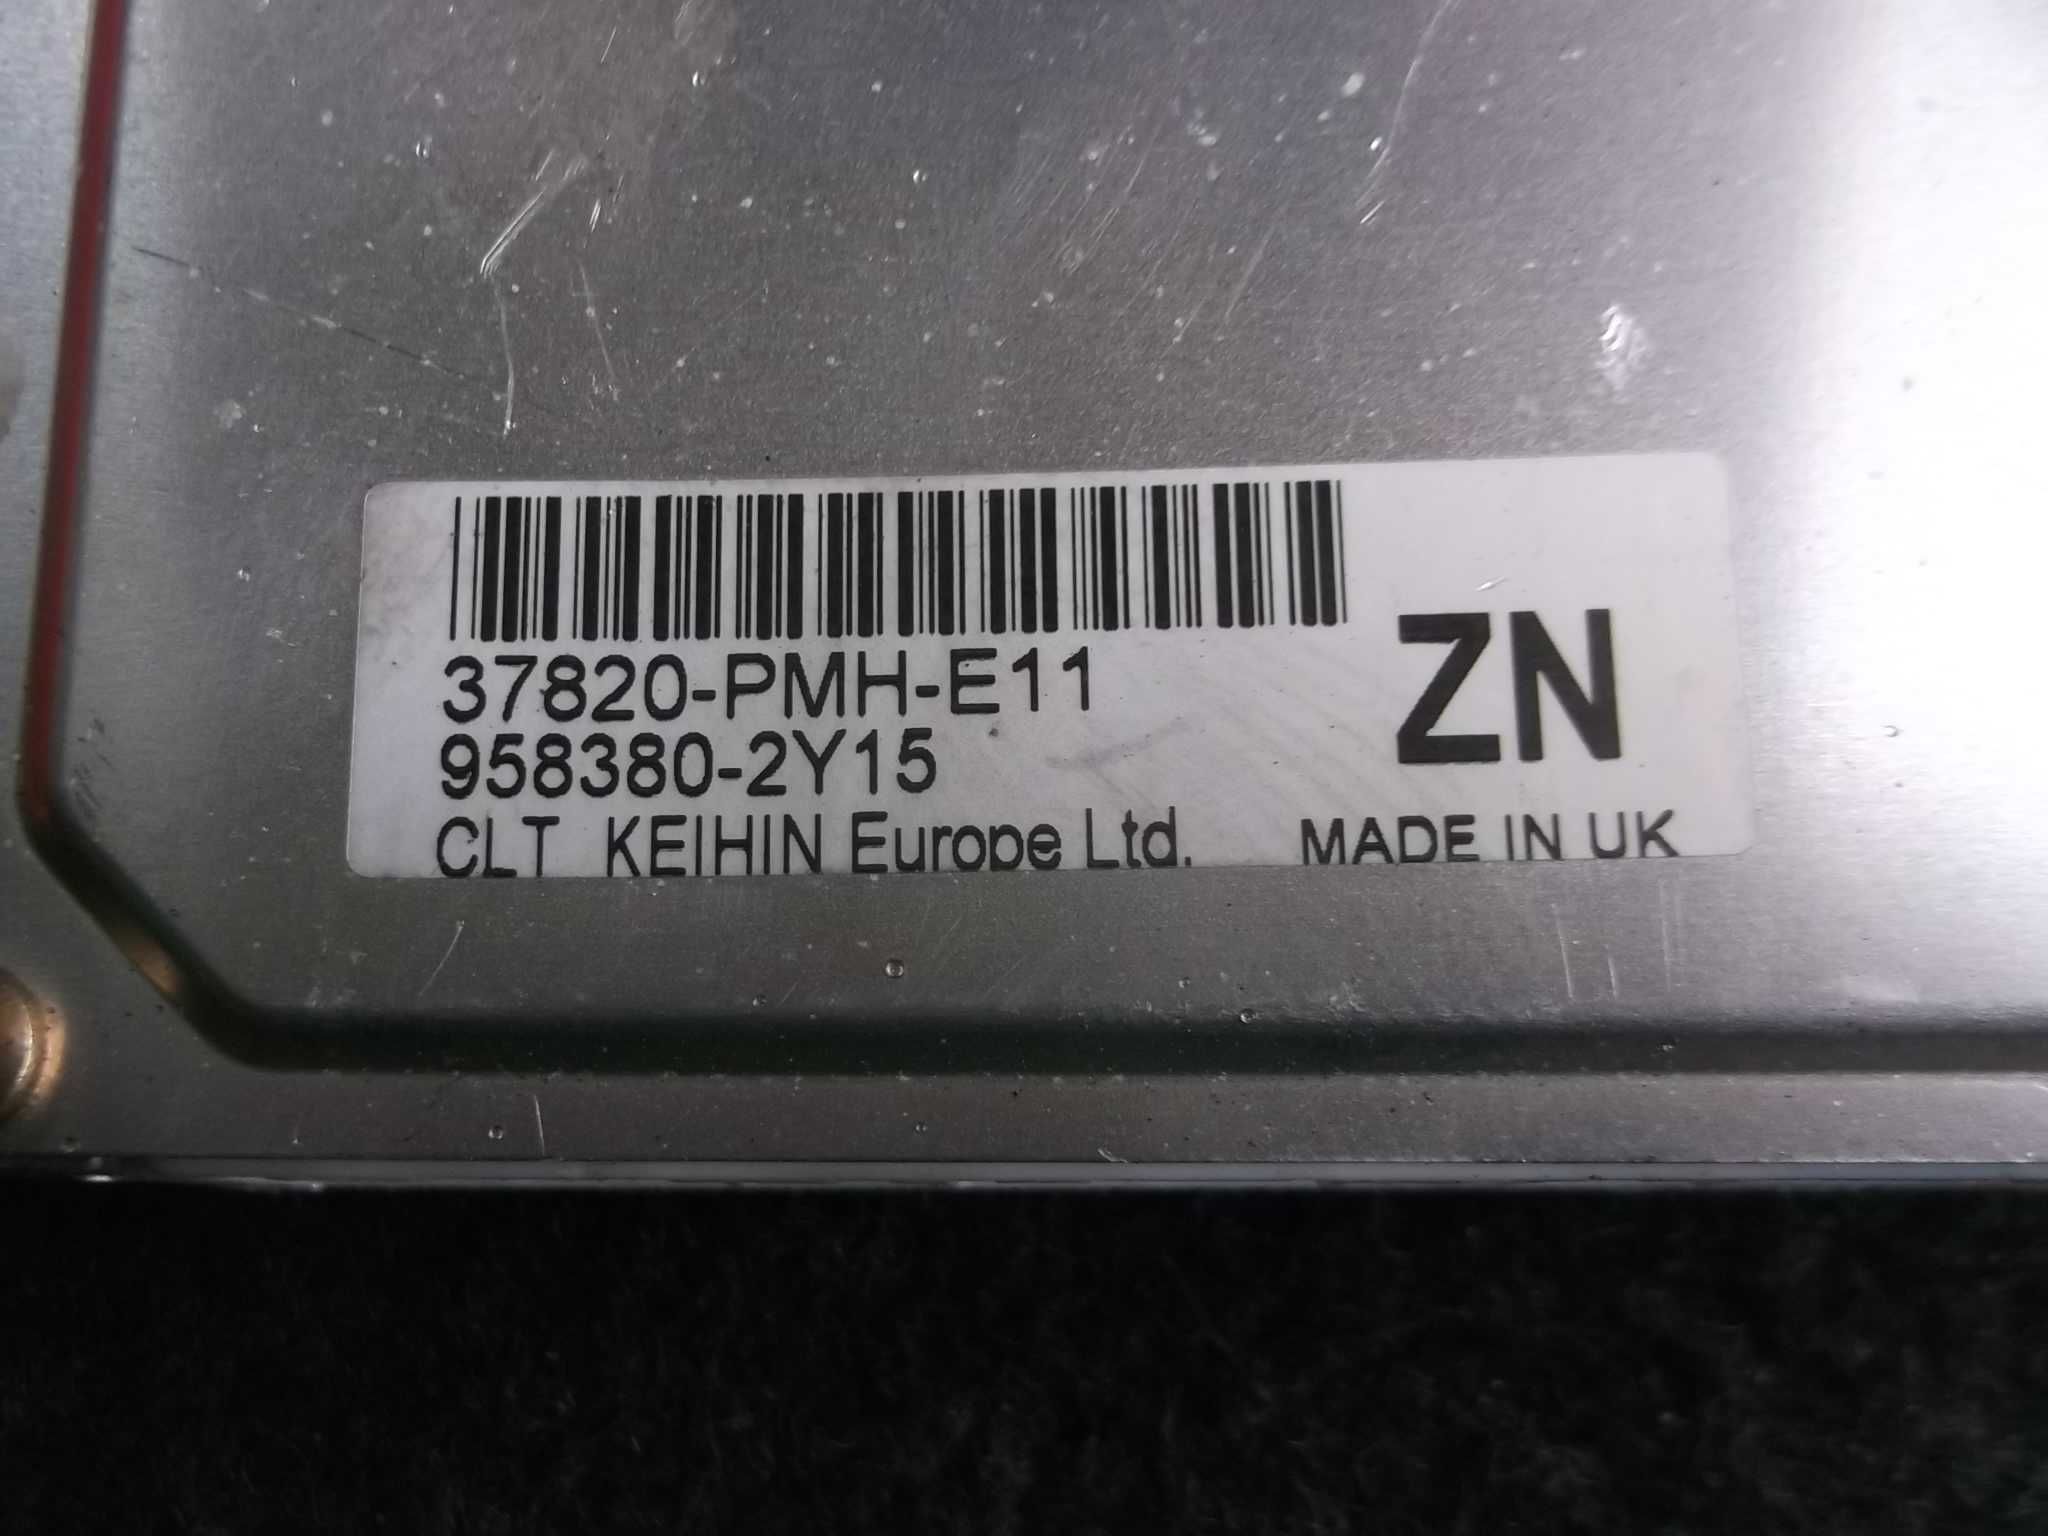 37820-PMH-E11
958380-2Y15
ZN
CLT KEIHIN Europe Ltd. MADE IN UK